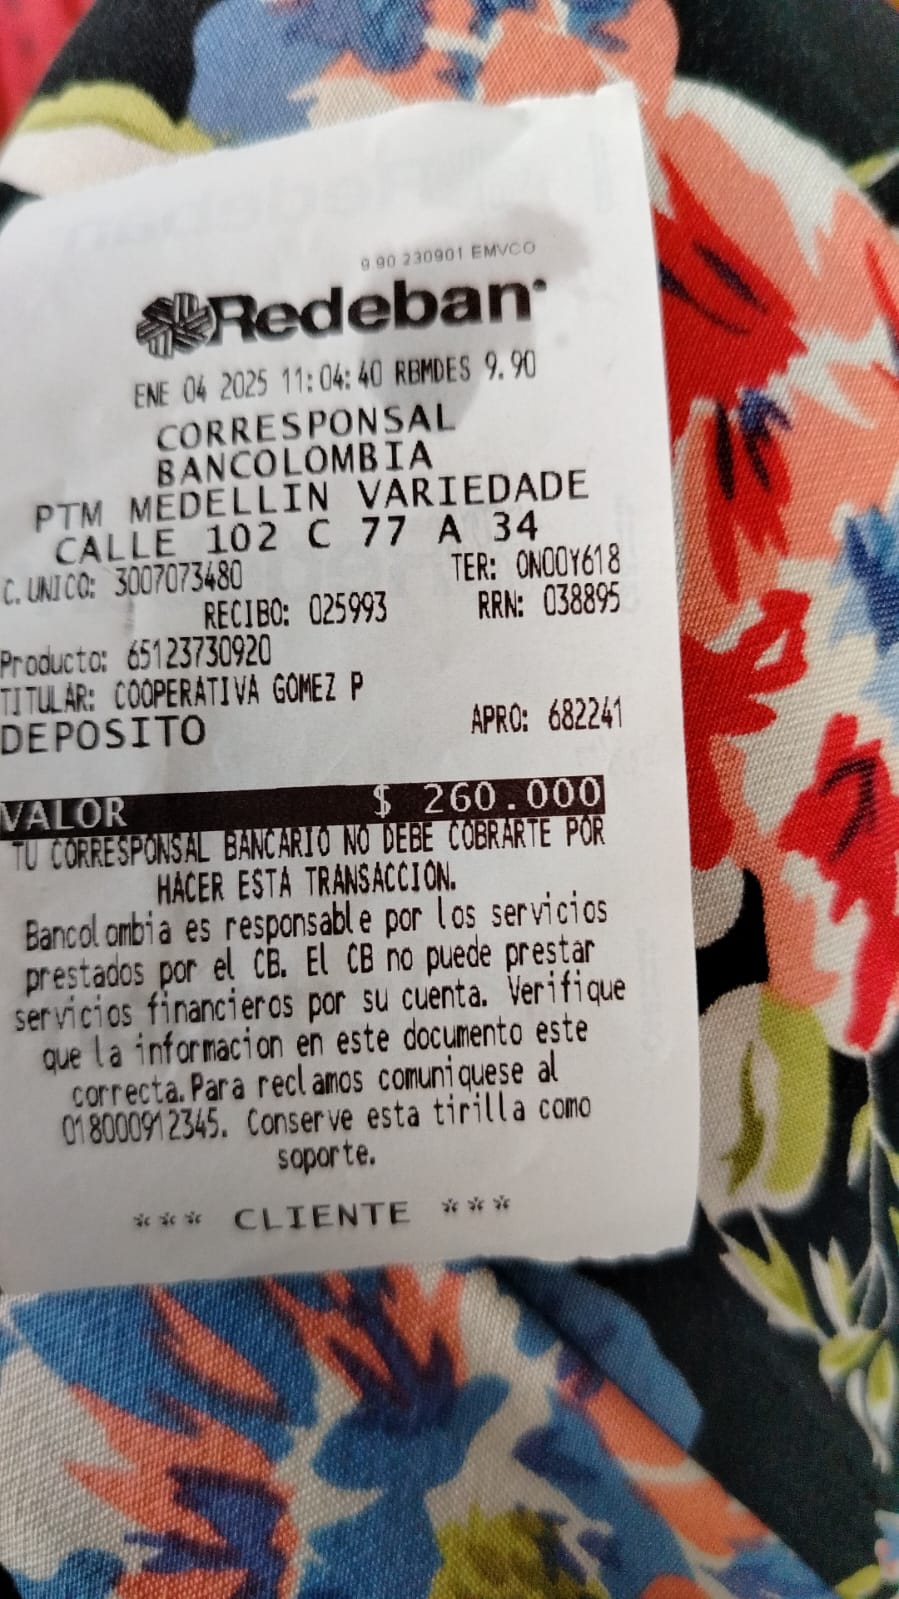 9.90 230901 EMVCO
Redeban
ENE 04 2025 11:04:40 RBMDES 9.90
CORRESPONSAL
BANCOLOMBIA
PTM MEDELLIN VARIEDADE
CALLE 102 C 77 A 34
C. UNICO: 3007073480 TER: 0N00Y618
RECIBO: 025993 RRN: 038895
Producto: 65123730920
TITULAR: COOPERATIVA GOMEZ P
DEPOSITO APRO: 682241
VALOR $ 260.000
TU CORRESPONSAL BANCARIO NO DEBE COBRARTE POR
HACER ESTA TRANSACCION.
Bancolombia es responsable por los servicios
prestados por el CB. El CB no puede prestar
servicios financieros por su cuenta. Verifique
que la informacion en este documento este
correcta.Para reclamos comuniquese al
018000912345. Conserve esta tirilla como
soporte.
*** CLIENTE ***